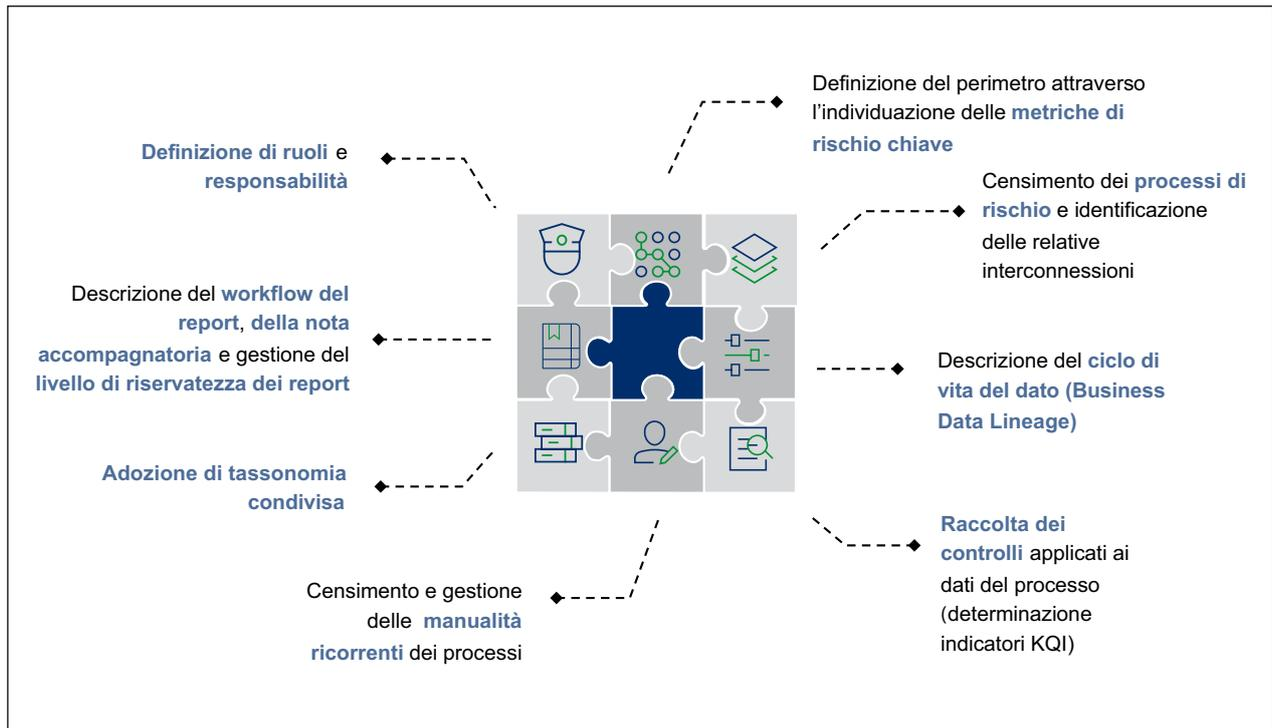 Definizione del perimetro attraverso
l'individuazione delle metriche di
rischio chiave
Definizione di ruoli e
responsabilità
Censimento dei processi di
rischio e identificazione
delle relative
interconnessioni
Descrizione del workflow del
report, della nota
accompagnatoria e gestione del
livello di riservatezza dei report
Descrizione del ciclo di
vita del dato (Business
Data Lineage)
Adozione di tassonomia
condivisa
Raccolta dei
controlli applicati ai
dati del processo
(determinazione
indicatori KQI)
Censimento e gestione
delle manualità
ricorrenti dei processi